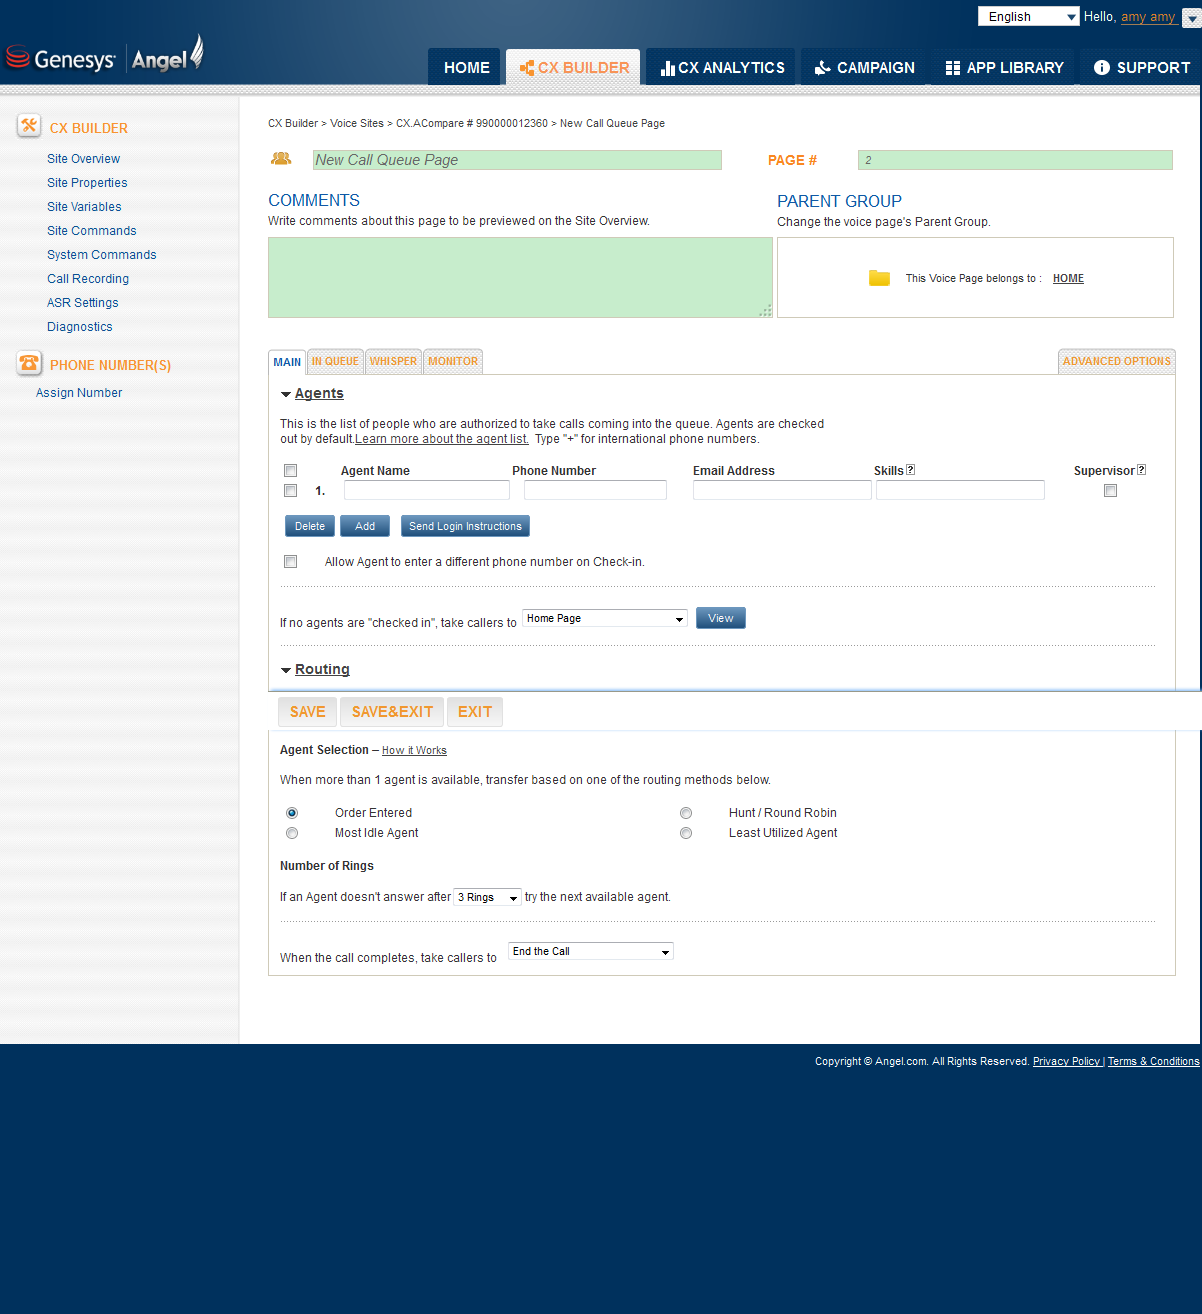 English Hello, amy amy
Genesys Angel
HOME CX BUILDER CX ANALYTICS CAMPAIGN APP LIBRARY SUPPORT
CX BUILDER
Site Overview
Site Properties
Site Variables
Site Commands
System Commands
Call Recording
ASR Settings
Diagnostics
PHONE NUMBER(S)
Assign Number
CX Builder > Voice Sites > CX.ACompare # 990000012360 > New Call Queue Page
New Call Queue Page PAGE # 2
COMMENTS
Write comments about this page to be previewed on the Site Overview.
PARENT GROUP
Change the voice page's Parent Group.
This Voice Page belongs to : HOME
MAIN IN QUEUE WHISPER MONITOR ADVANCED OPTIONS
Agents
This is the list of people who are authorized to take calls coming into the queue. Agents are checked
out by default.Learn more about the agent list. Type "+" for international phone numbers.
Agent Name Phone Number Email Address Skills? Supervisor?
1.
Delete Add Send Login Instructions
Allow Agent to enter a different phone number on Check-in.
If no agents are "checked in", take callers to Home Page View
Routing
SAVE SAVE&EXIT EXIT
Agent Selection – How it Works
When more than 1 agent is available, transfer based on one of the routing methods below.
Order Entered Hunt / Round Robin
Most Idle Agent Least Utilized Agent
Number of Rings
If an Agent doesn't answer after 3 Rings try the next available agent.
When the call completes, take callers to End the Call
Copyright © Angel.com. All Rights Reserved. Privacy Policy | Terms & Conditions